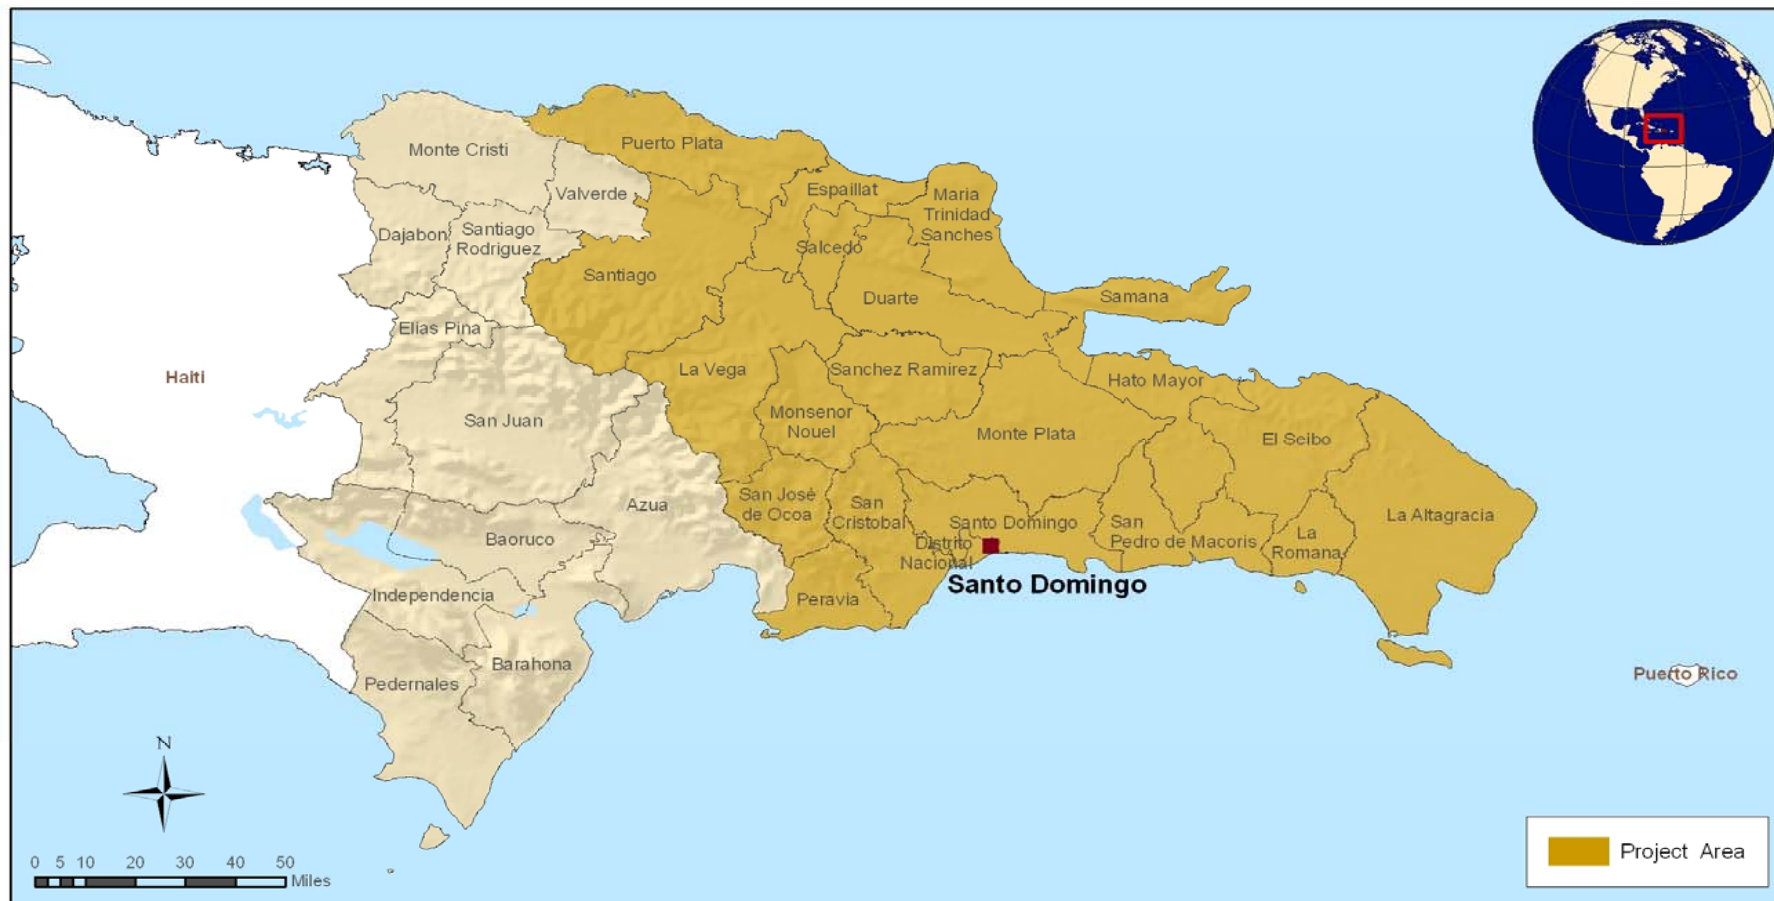 Puerto Plata
Monte Cristi
Valverde
Espaillat
Maria
Trinidad
Sanches
Dajabon
Santiago
Rodriguez
Salcedo
Santiago
Duarte
Samana
Elias Pina
Haiti
La Vega
Sanchez Ramirez
Hato Mayor
San Juan
Monsenor
Nouel
Monte Plata
El Seibo
Azua
San José
de Ocoa
San
Cristobal
Santo Domingo
San
Pedro de Macoris
La
Romana
La Altagracia
Baoruco
Distrito
Nacional
Santo Domingo
Independencia
Peravia
Barahona
Pedernales
Puerto Rico
N
0 5 10 20 30 40 50
Miles
Project Area